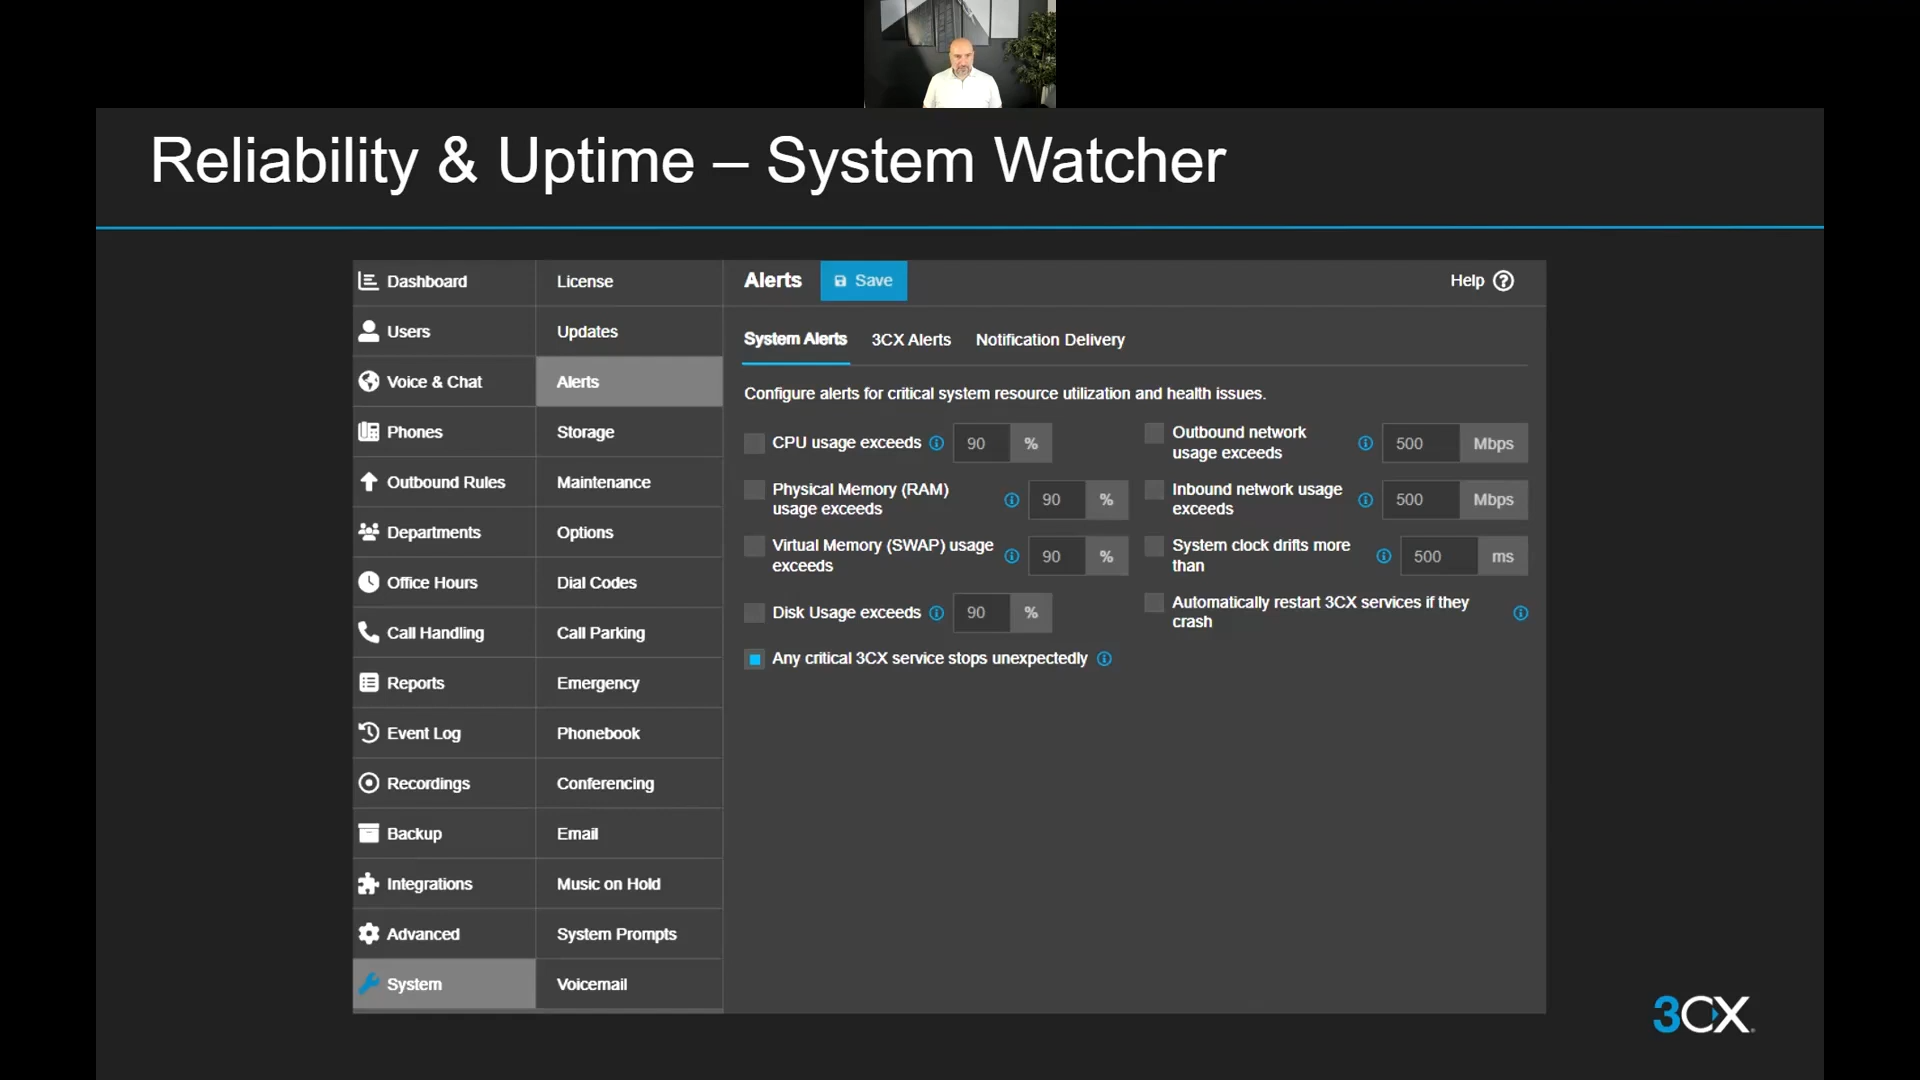 Reliability & Uptime – System Watcher
Dashboard
Users
Voice & Chat
Phones
Outbound Rules
Departments
Office Hours
Call Handling
Reports
Event Log
Recordings
Backup
Integrations
Advanced
System
License
Updates
Alerts
Storage
Maintenance
Options
Dial Codes
Call Parking
Emergency
Phonebook
Conferencing
Email
Music on Hold
System Prompts
Voicemail
Alerts Save Help
System Alerts 3CX Alerts Notification Delivery
Configure alerts for critical system resource utilization and health issues.
CPU usage exceeds 90 %
Physical Memory (RAM)
usage exceeds 90 %
Virtual Memory (SWAP) usage
exceeds 90 %
Disk Usage exceeds 90 %
Any critical 3CX service stops unexpectedly
Outbound network
usage exceeds 500 Mbps
Inbound network usage
exceeds 500 Mbps
System clock drifts more
than 500 ms
Automatically restart 3CX services if they
crash
3CX